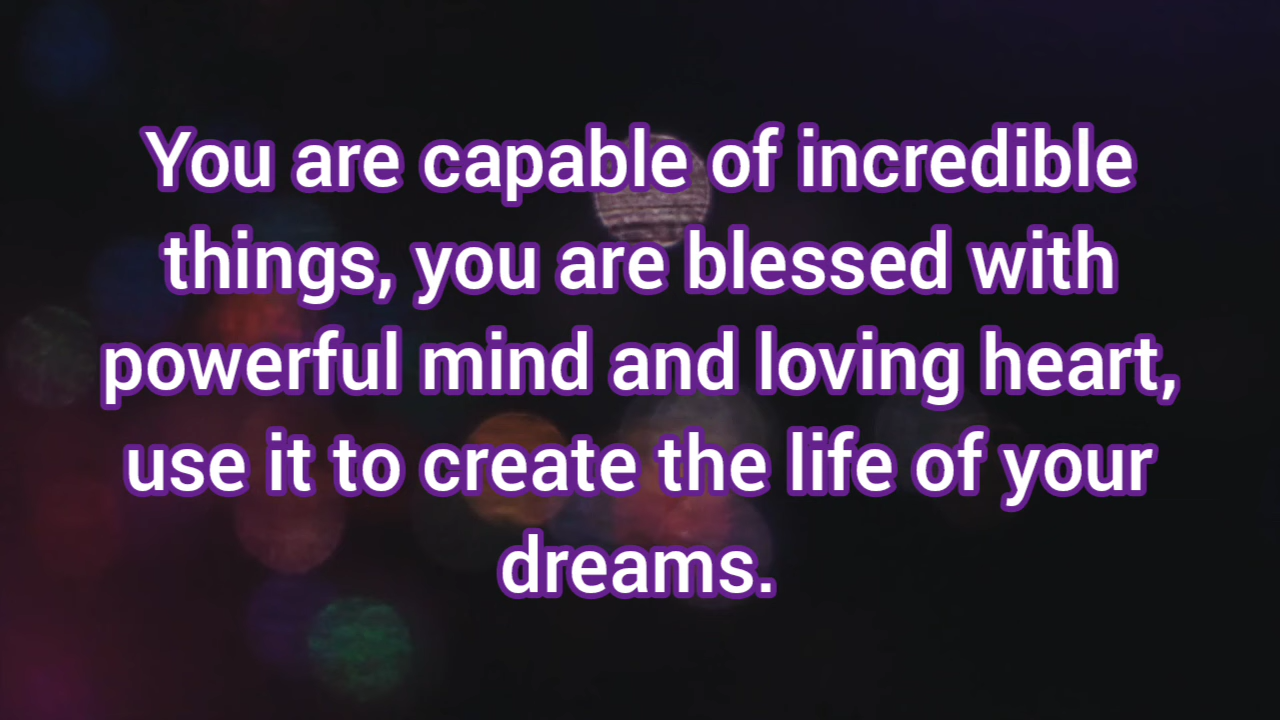 You are capable of incredible
things, you are blessed with
powerful mind and loving heart,
use it to create the life of your
dreams.